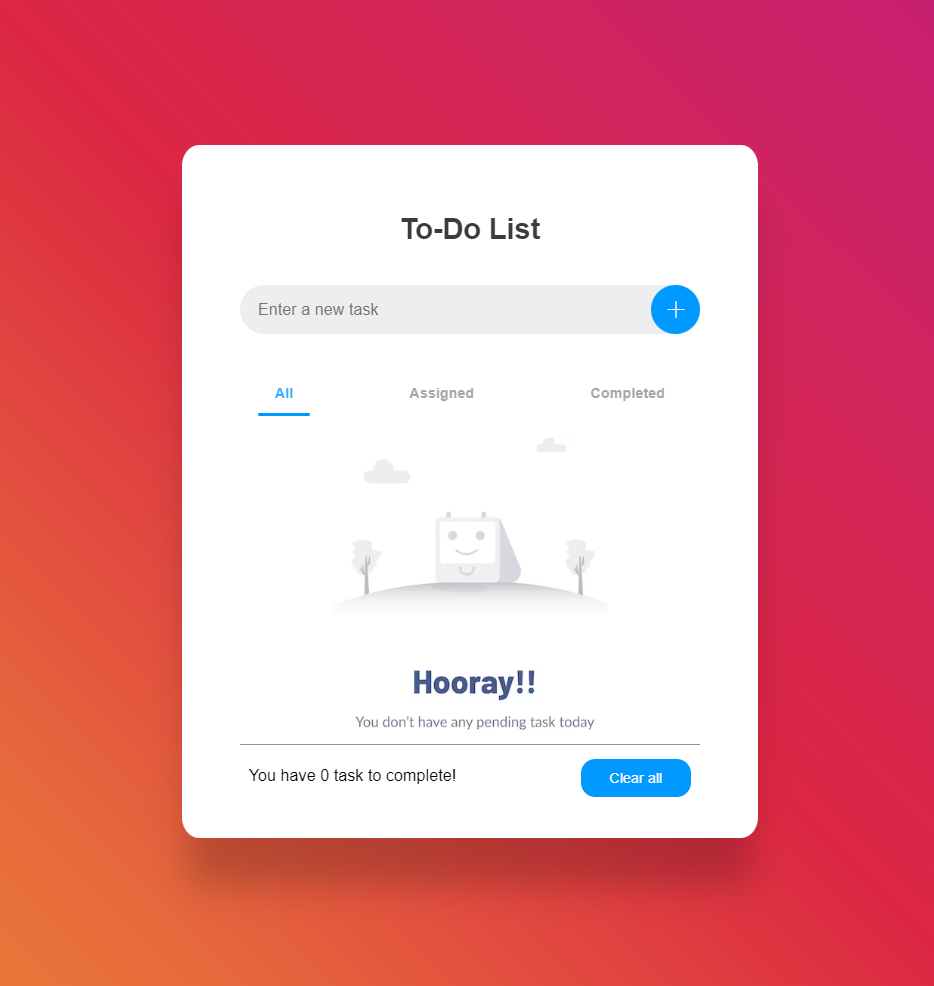 To-Do List
Enter a new task
All Assigned Completed
Hooray!!
You don't have any pending task today
You have 0 task to complete!
Clear all